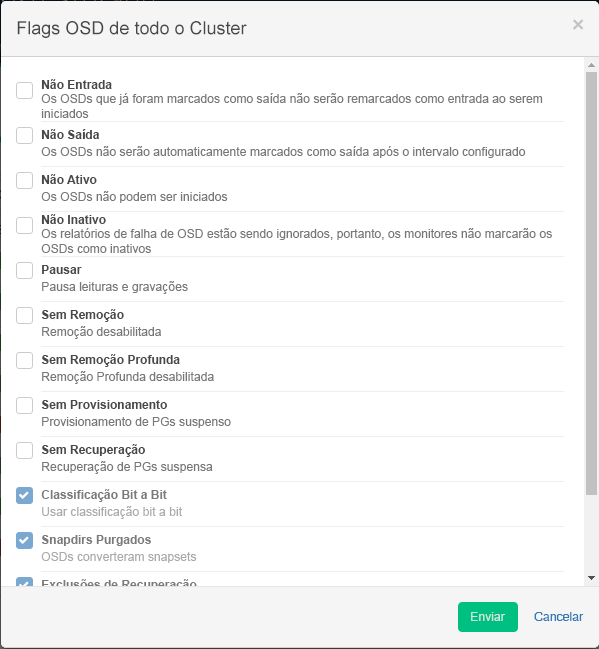 Flags OSD de todo o Cluster
×
Não Entrada
Os OSDs que já foram marcados como saída não serão remarcados como entrada ao serem
iniciados
Não Saída
Os OSDs não serão automaticamente marcados como saída após o intervalo configurado
Não Ativo
Os OSDs não podem ser iniciados
Não Inativo
Os relatórios de falha de OSD estão sendo ignorados, portanto, os monitores não marcarão os
OSDs como inativos
Pausar
Pausa leituras e gravações
Sem Remoção
Remoção desabilitada
Sem Remoção Profunda
Remoção Profunda desabilitada
Sem Provisionamento
Provisionamento de PGs suspenso
Sem Recuperação
Recuperação de PGs suspensa
Classificação Bit a Bit
Usar classificação bit a bit
Snapdirs Purgados
OSDs converteram snapsets
Exclusões de Recuperação
Enviar
Cancelar